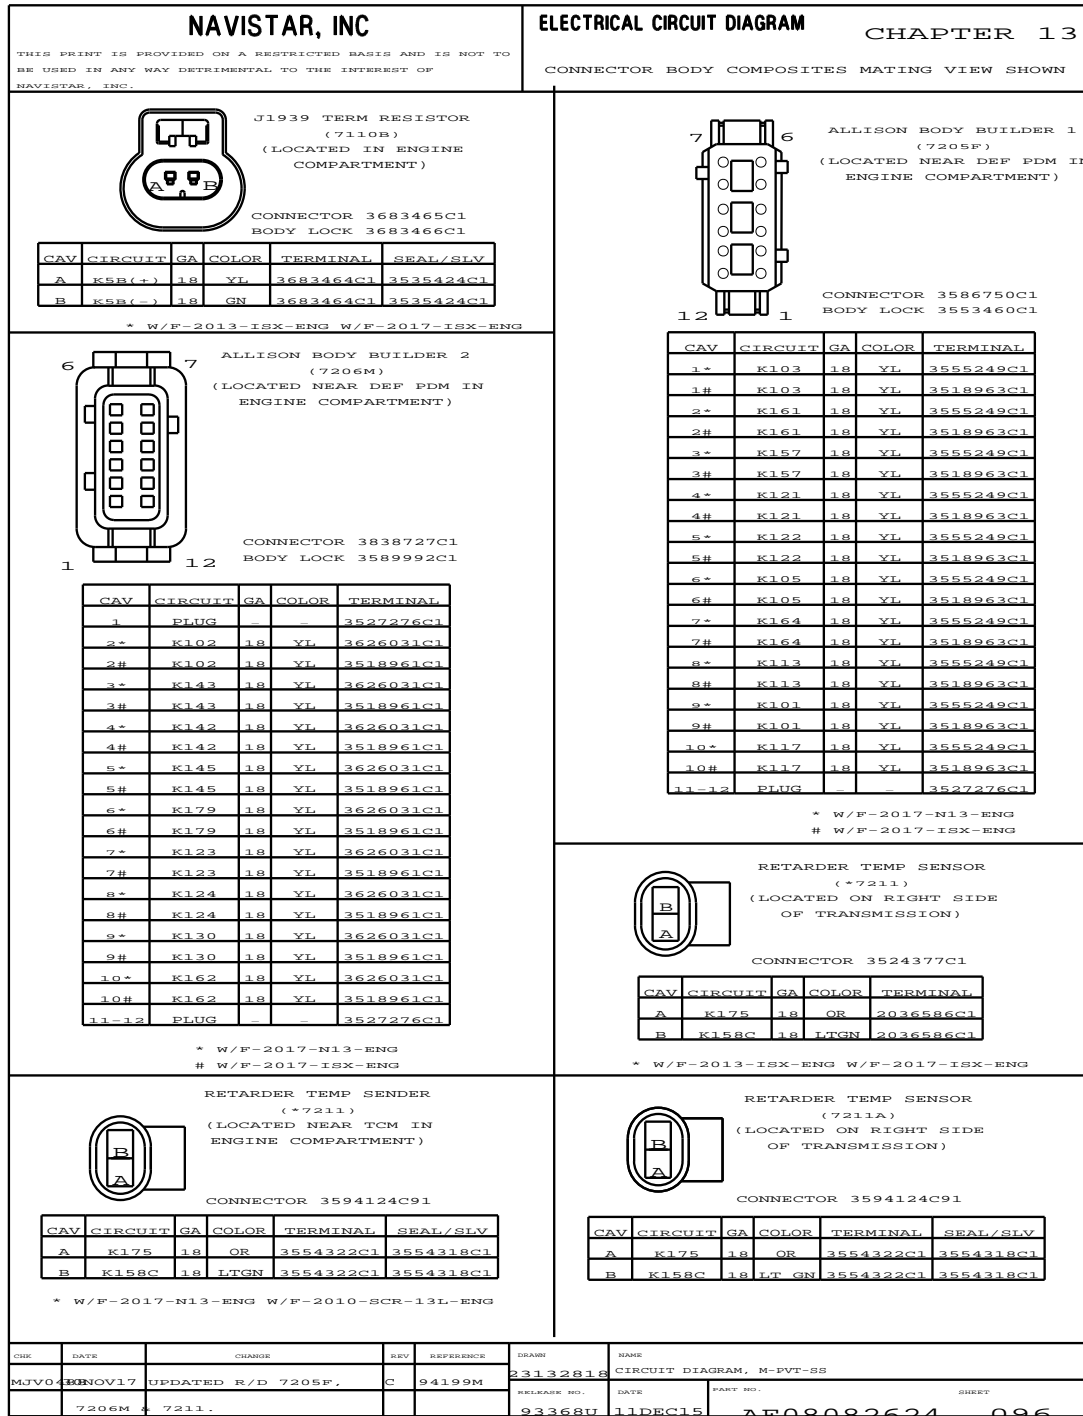 NAVISTAR, INC
THIS PRINT IS PROVIDED ON A RESTRICTED BASIS AND IS NOT TO
BE USED IN ANY WAY DETRIMENTAL TO THE INTEREST OF
NAVISTAR, INC.
ELECTRICAL CIRCUIT DIAGRAM
CHAPTER 13
CONNECTOR BODY COMPOSITES MATING VIEW SHOWN
J1939 TERM RESISTOR
(7110B)
(LOCATED IN ENGINE
COMPARTMENT)
A B
CONNECTOR 3683465C1
BODY LOCK 3683466C1
CAV CIRCUIT GA COLOR TERMINAL SEAL/SLV
A K5B(+) 18 YL 3683464C1 3535424C1
B K5B(-) 18 GN 3683464C1 3535424C1
* W/F-2013-ISX-ENG W/F-2017-ISX-ENG
6 7
ALLISON BODY BUILDER 2
(7206M)
(LOCATED NEAR DEF PDM IN
ENGINE COMPARTMENT)
CONNECTOR 3838727C1
BODY LOCK 3589992C1
1 12
CAV CIRCUIT GA COLOR TERMINAL
1 PLUG - - 3527276C1
2* K102 18 YL 3626031C1
2# K102 18 YL 3518961C1
3* K143 18 YL 3626031C1
3# K143 18 YL 3518961C1
4* K142 18 YL 3626031C1
4# K142 18 YL 3518961C1
5* K145 18 YL 3626031C1
5# K145 18 YL 3518961C1
6* K179 18 YL 3626031C1
6# K179 18 YL 3518961C1
7* K123 18 YL 3626031C1
7# K123 18 YL 3518961C1
8* K124 18 YL 3626031C1
8# K124 18 YL 3518961C1
9* K130 18 YL 3626031C1
9# K130 18 YL 3518961C1
10* K162 18 YL 3626031C1
10# K162 18 YL 3518961C1
11-12 PLUG - - 3527276C1
* W/F-2017-N13-ENG
# W/F-2017-ISX-ENG
7 6
ALLISON BODY BUILDER 1
(7205F)
(LOCATED NEAR DEF PDM IN
ENGINE COMPARTMENT)
CONNECTOR 3586750C1
BODY LOCK 3553460C1
12 1
CAV CIRCUIT GA COLOR TERMINAL
1* K103 18 YL 3555249C1
1# K103 18 YL 3518963C1
2* K161 18 YL 3555249C1
2# K161 18 YL 3518963C1
3* K157 18 YL 3555249C1
3# K157 18 YL 3518963C1
4* K121 18 YL 3555249C1
4# K121 18 YL 3518963C1
5* K122 18 YL 3555249C1
5# K122 18 YL 3518963C1
6* K105 18 YL 3555249C1
6# K105 18 YL 3518963C1
7* K164 18 YL 3555249C1
7# K164 18 YL 3518963C1
8* K113 18 YL 3555249C1
8# K113 18 YL 3518963C1
9* K101 18 YL 3555249C1
9# K101 18 YL 3518963C1
10* K117 18 YL 3555249C1
10# K117 18 YL 3518963C1
11-12 PLUG - - 3527276C1
* W/F-2017-N13-ENG
# W/F-2017-ISX-ENG
RETARDER TEMP SENSOR
(*7211)
(LOCATED ON RIGHT SIDE
OF TRANSMISSION)
B
A
CONNECTOR 3524377C1
CAV CIRCUIT GA COLOR TERMINAL
A K175 18 OR 2036586C1
B K158C 18 LTGN 2036586C1
* W/F-2013-ISX-ENG W/F-2017-ISX-ENG
RETARDER TEMP SENDER
(*7211)
(LOCATED NEAR TCM IN
ENGINE COMPARTMENT)
B
A
CONNECTOR 3594124C91
CAV CIRCUIT GA COLOR TERMINAL SEAL/SLV
A K175 18 OR 3554322C1 3554318C1
B K158C 18 LTGN 3554322C1 3554318C1
* W/F-2017-N13-ENG W/F-2010-SCR-13L-ENG
RETARDER TEMP SENSOR
(7211A)
(LOCATED ON RIGHT SIDE
OF TRANSMISSION)
B
A
CONNECTOR 3594124C91
CAV CIRCUIT GA COLOR TERMINAL SEAL/SLV
A K175 18 OR 3554322C1 3554318C1
B K158C 18 LT GN 3554322C1 3554318C1
CHK DATE CHANGE REV REFERENCE
UPDATED R/D 7205F, C 94199M
7206M & 7211.
DRAWN NAME
23132818 CIRCUIT DIAGRAM, M-PVT-SS
RELEASE NO. DATE PART NO. SHEET
93368U 11DEC15 AF08082624 096